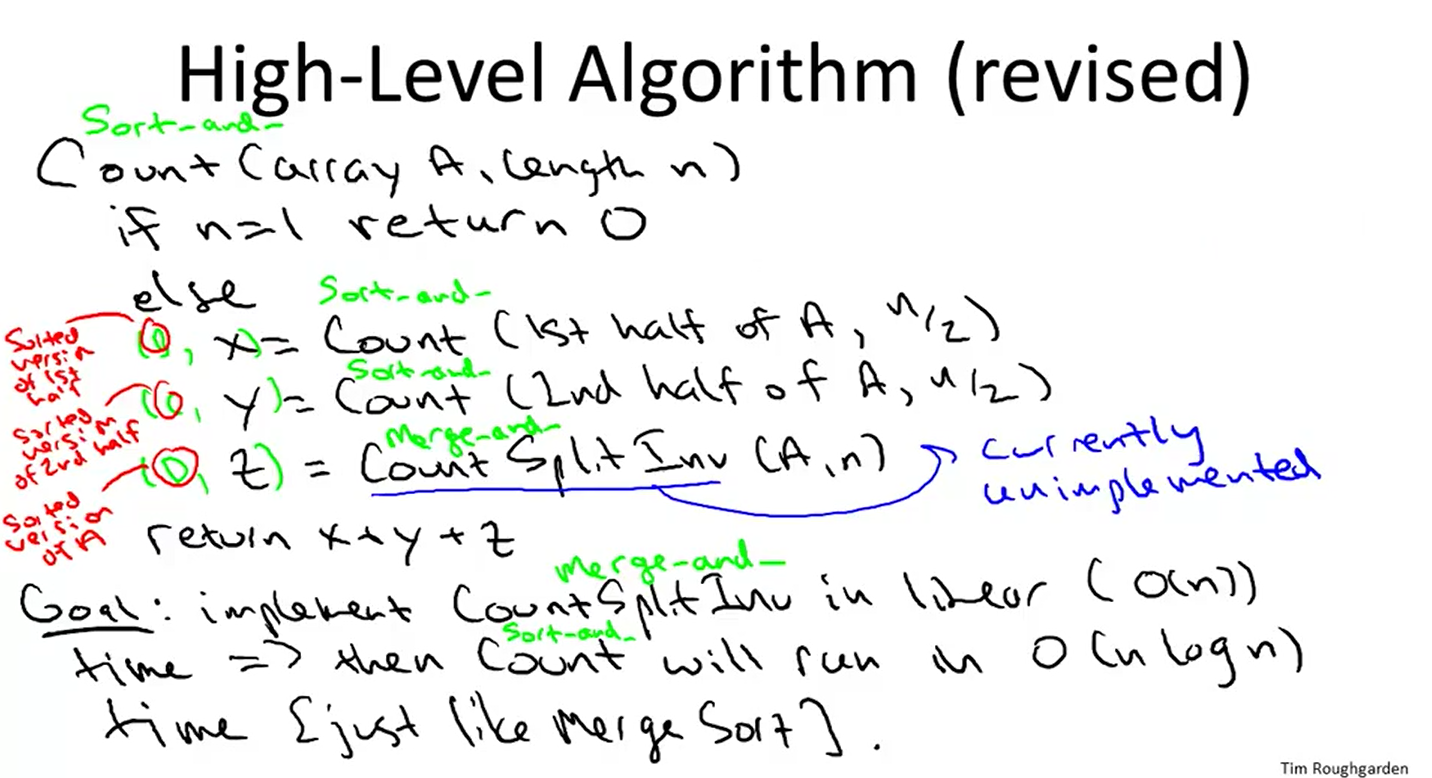 High-Level Algorithm (revised)
Sort-and-
Count (array A, length n)
if n=1 return 0
else
Sort-and-
(B, x) = Count (1st half of A, n/2)
Sorted
version
of 1st
half
Sort-and-
(C, y) = Count (2nd half of A, n/2)
Sorted
version
of 2nd half
Merge-and-
(D, z) = CountSplitInv (A, n)
currently
unimplemented
Sorted
version
of A
return x+y+z
Merge-and-
Goal: implement CountSplitInv in linear (O(n))
Sort-and-
time => then Count will run in O(n log n)
time [just like Merge Sort].
Tim Roughgarden